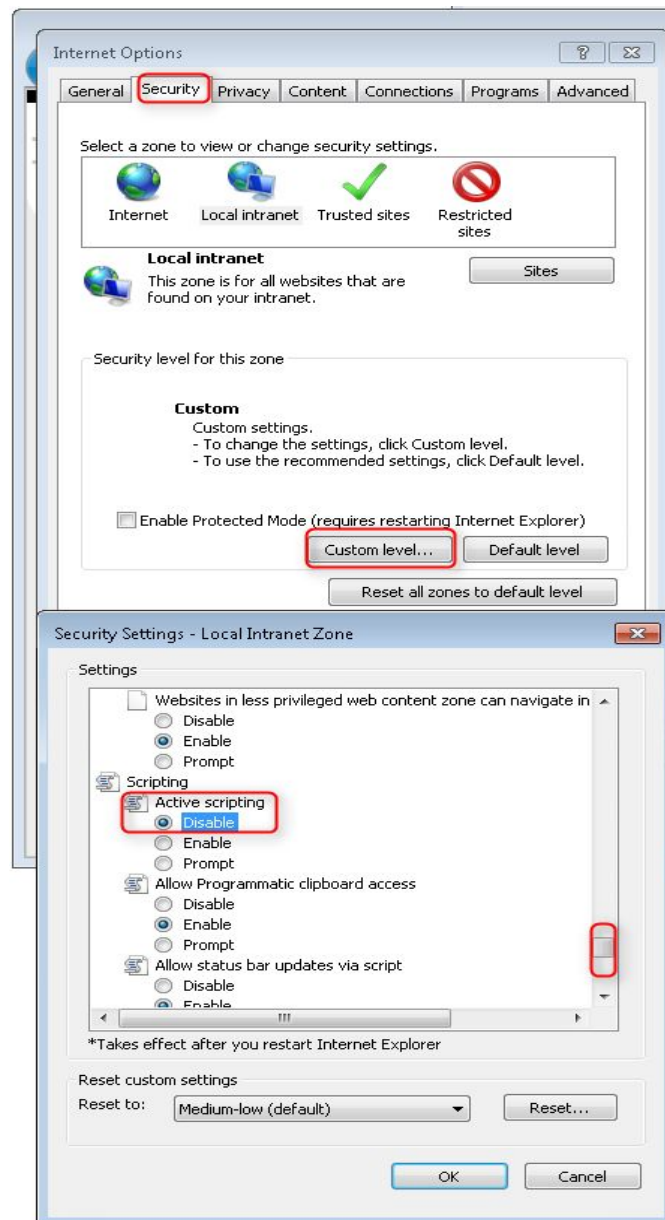 Internet Options
General Security Privacy Content Connections Programs Advanced
Select a zone to view or change security settings.
Internet Local intranet Trusted sites Restricted sites
Local intranet
This zone is for all websites that are
found on your intranet.
Sites
Security level for this zone
Custom
Custom settings.
- To change the settings, click Custom level.
- To use the recommended settings, click Default level.
Enable Protected Mode (requires restarting Internet Explorer)
Custom level... Default level
Reset all zones to default level
Security Settings - Local Intranet Zone
Settings
Websites in less privileged web content zone can navigate in
Disable
Enable
Prompt
Scripting
Active scripting
Disable
Enable
Prompt
Allow Programmatic clipboard access
Disable
Enable
Prompt
Allow status bar updates via script
Disable
Enable
*Takes effect after you restart Internet Explorer
Reset custom settings
Reset to: Medium-low (default) Reset...
OK Cancel